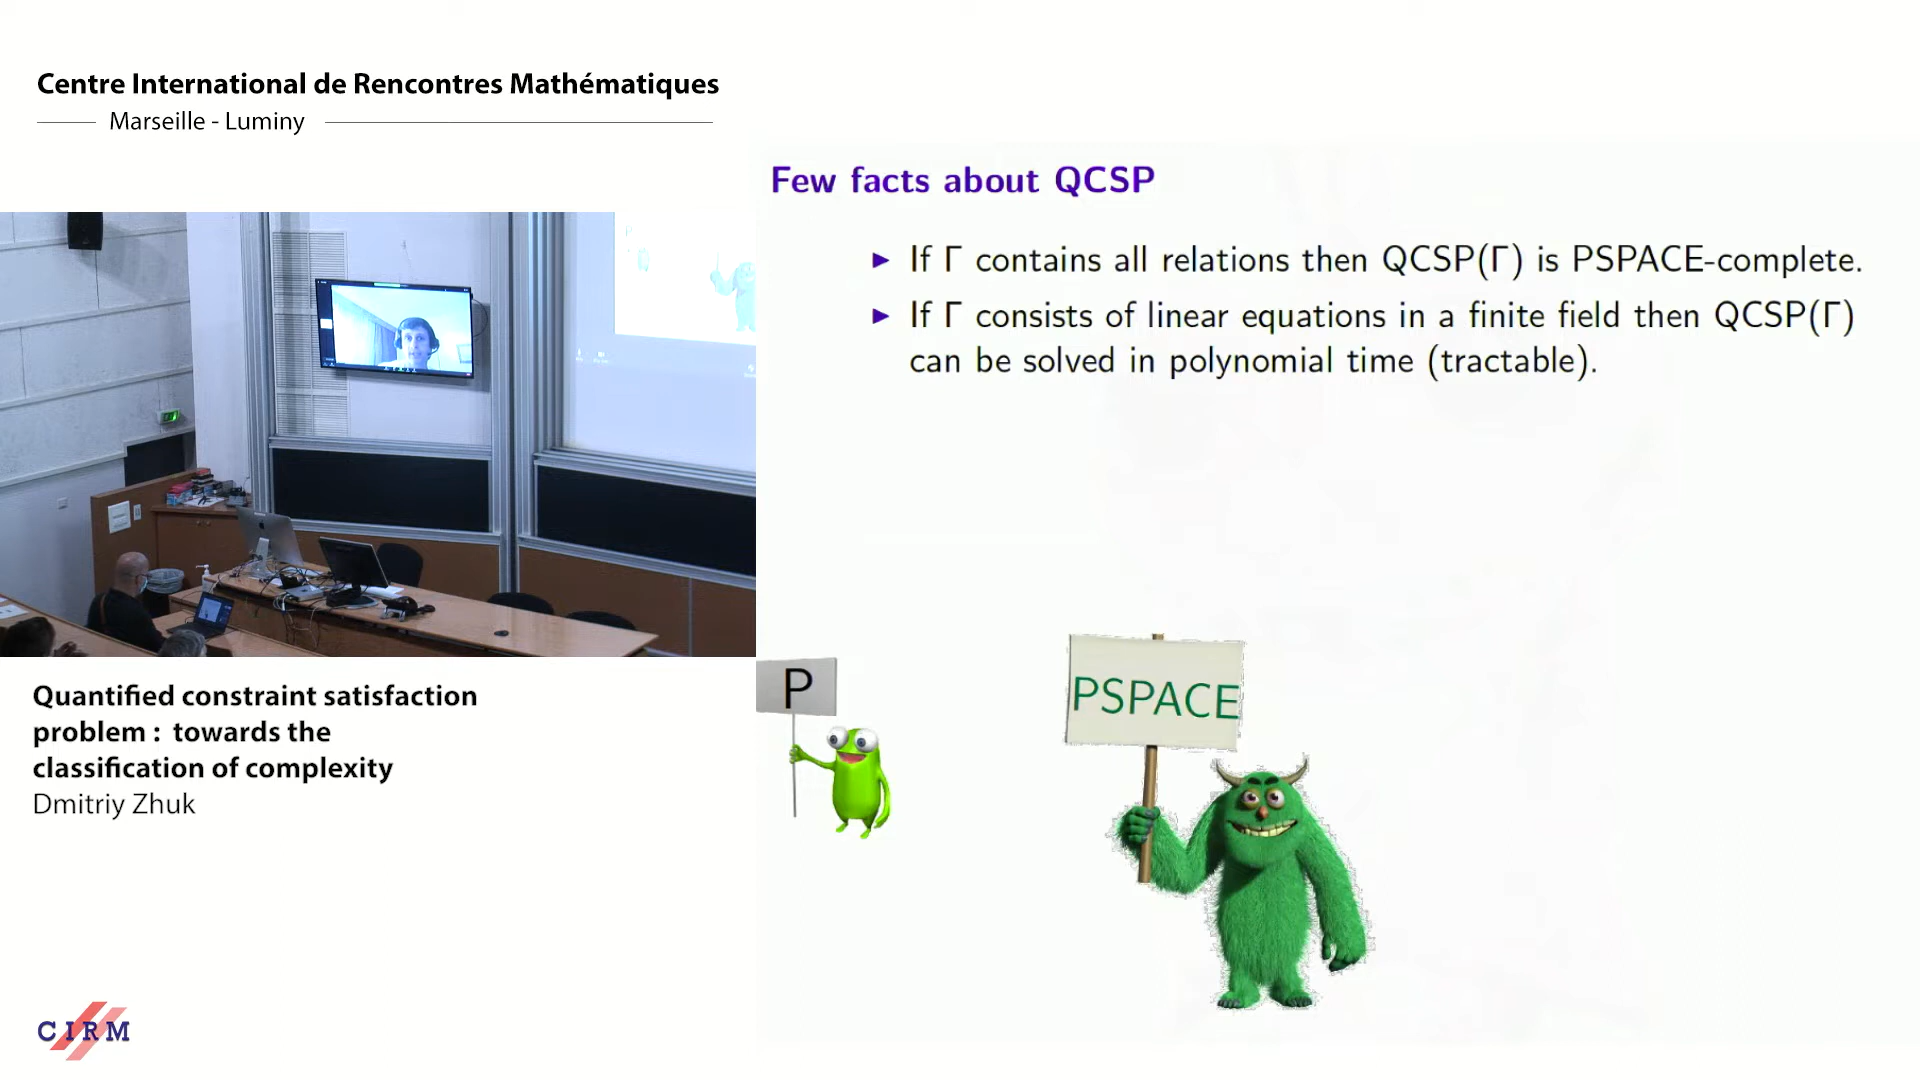 Centre International de Rencontres Mathématiques
Marseille - Luminy
Few facts about QCSP
If Γ contains all relations then QCSP(Γ) is PSPACE-complete.
If Γ consists of linear equations in a finite field then QCSP(Γ)
can be solved in polynomial time (tractable).
P
PSPACE
Quantified constraint satisfaction
problem : towards the
classification of complexity
Dmitriy Zhuk
CIRM